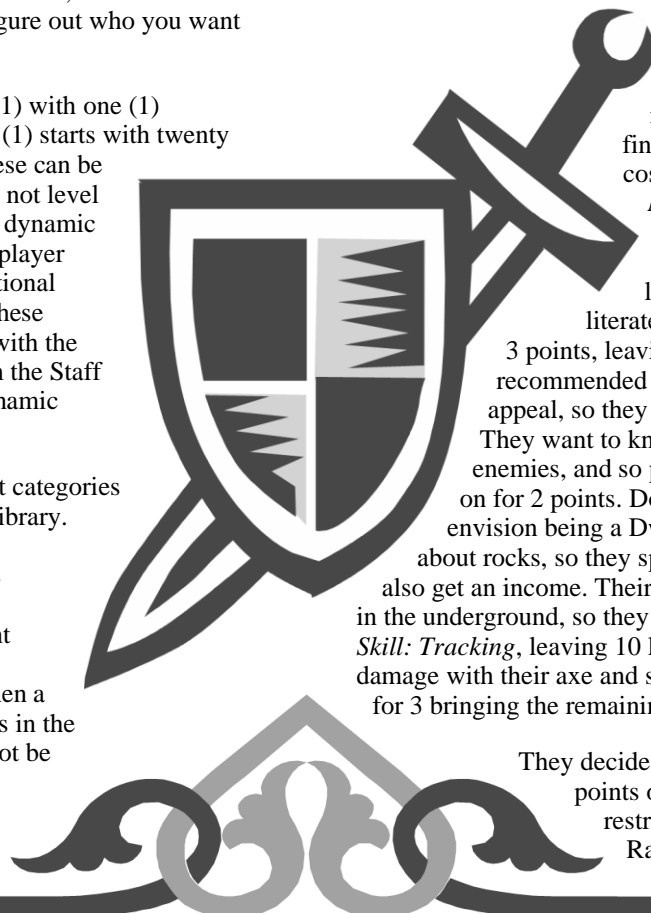 gure out who you want
1) with one (1)
(1) starts with twenty
ese can be
not level
dynamic
player
tional
hese
with the
n the Staff
namic
t categories
ibrary.
nt
en a
s in the
ot be
fin
cos
literate
3 points, leavi
recommended
appeal, so they
They want to kn
enemies, and so p
on for 2 points. Do
envision being a Dw
about rocks, so they sp
also get an income. Their
in the underground, so they
Skill: Tracking, leaving 10
damage with their axe and s
for 3 bringing the remainin
They decide
points o
restr
Ra